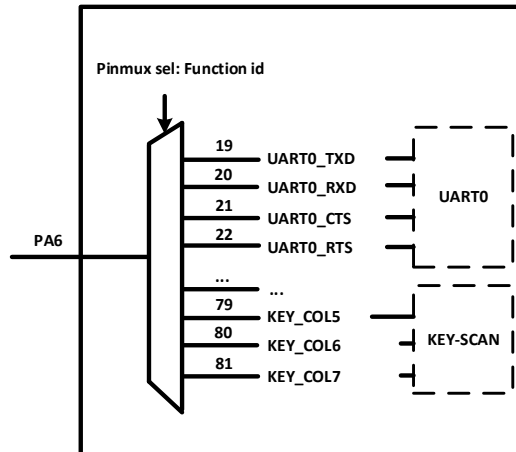 Pinmux sel: Function id
19 UART0_TXD
20 UART0_RXD
UART0
21 UART0_CTS
22 UART0_RTS
PA6
... ...
79 KEY_COL5
80 KEY_COL6
KEY-SCAN
81 KEY_COL7